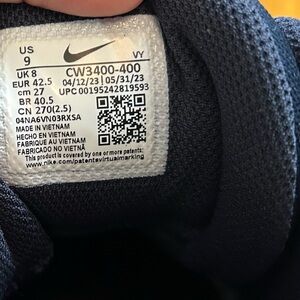 US
9
VY
UK 8
CW3400-400
EUR 42.5
04/12/23 | 05/31/23
cm 27
UPC 00195242819593
BR 40.5
CN 270(2.5)
04NA6VN03RXSA
MADE IN VIETNAM
HECHO EN VIETNAM
FABRIQUE AU VIETNAM
FABRICADO NO VIETNÃ
This product is covered by one or more patents:
www.nike.com/patentsvirtualmarking